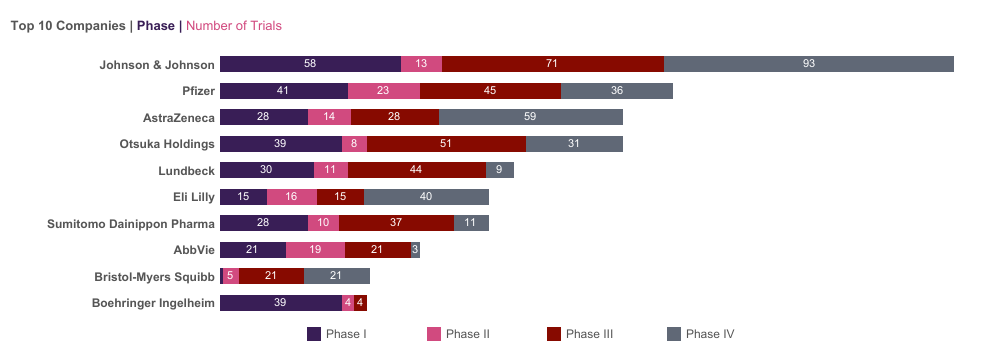 Top 10 Companies | Phase | Number of Trials
Johnson & Johnson 58 13 71 93
Pfizer 41 23 45 36
AstraZeneca 28 14 28 59
Otsuka Holdings 39 8 51 31
Lundbeck 30 11 44 9
Eli Lilly 15 16 15 40
Sumitomo Dainippon Pharma 28 10 37 11
AbbVie 21 19 21 3
Bristol-Myers Squibb 5 21 21
Boehringer Ingelheim 39 4 4
Phase I Phase II Phase III Phase IV